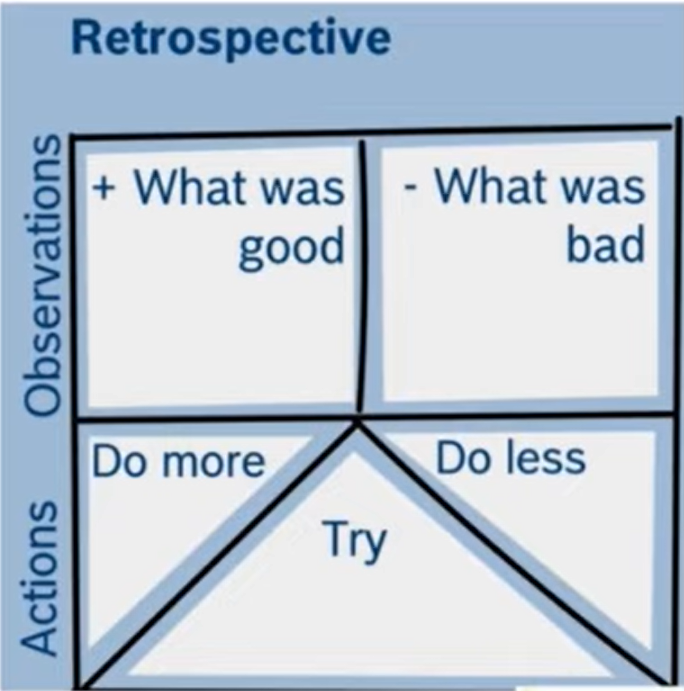 Retrospective
Observations
+ What was
good
- What was
bad
Actions
Do more
Do less
Try